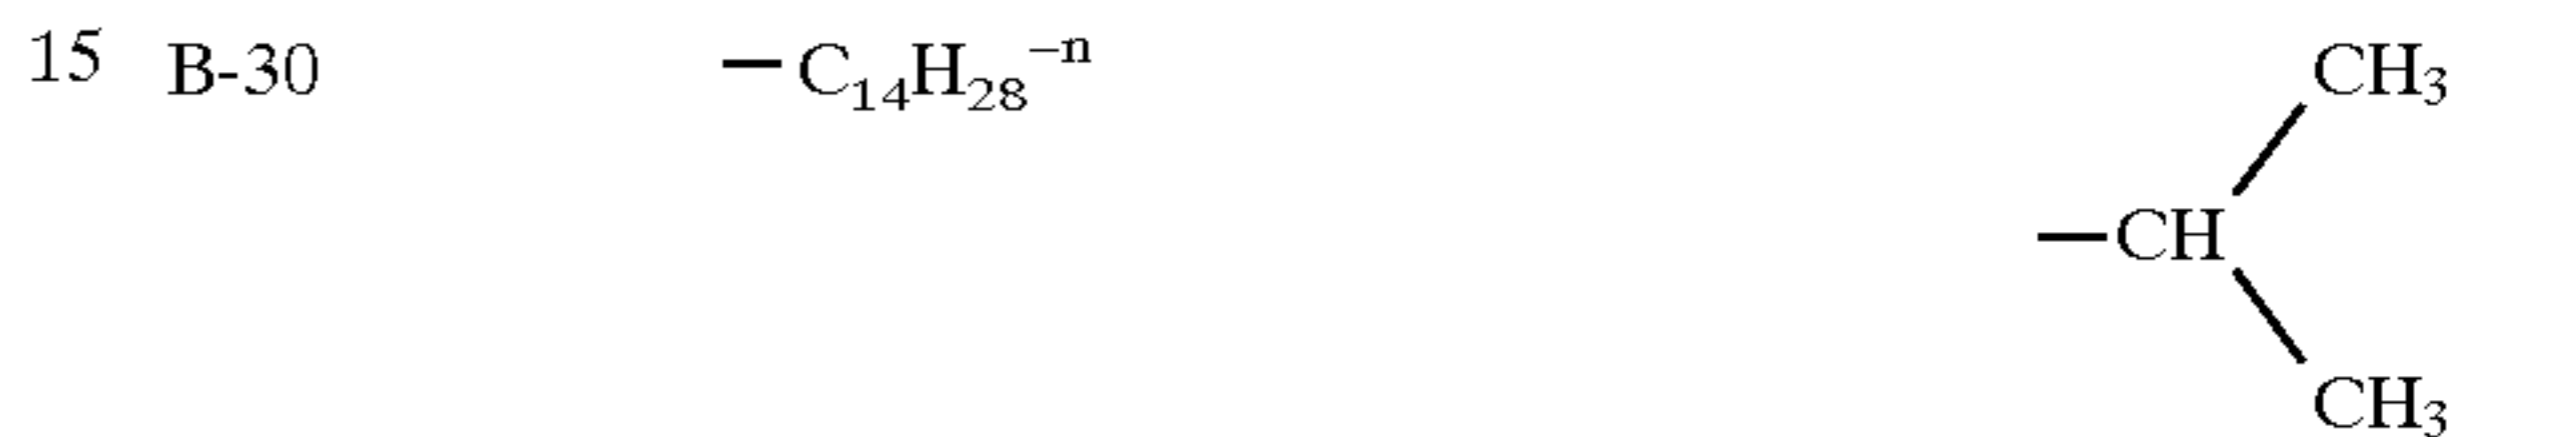 15 B-30 —C₁₄H₂₈⁻ⁿ CH₃
—CH
CH₃